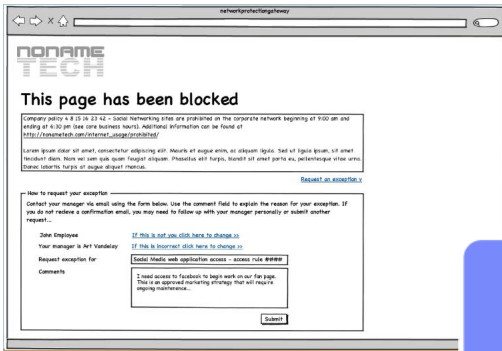 networkprotectiongateway
NONAME
TECH
This page has been blocked
Company policy 4 8 15 16 23 42 - Social Networking sites are prohibited on the corporate network beginning at 9:00 am and
ending at 6:30 pm (see core business hours). Additional information can be found at
http://nonametech.com/internet_usage/prohibited/
Lorem ipsum dolor sit amet, consectetur adipiscing elit. Mauris et augue enim, ac aliquam ligula. Sed ut ligula ipsum, sit amet
tincidunt diam. Nam vel sem quis quam feugiat aliquam. Phasellus elit turpis, blandit sit amet porta eu, pellentesque vitae urna.
Donec lobortis turpis at augue aliquet rhoncus.
Request an exception v
How to request your exception
Contact your manager via email using the form below. Use the comment field to explain the reason for your exception. If
you do not recieve a confirmation email, you may need to follow up with your manager personally or submit another
request...
John Employee If this is not you click here to change >>
Your manager is Art Vandelay If this is incorrect click here to change >>
Request exception for Social Media web application access - access rule ####
Comments
I need access to facebook to begin work on our fan page.
This is an approved marketing strategy that will require
ongoing maintenence...
Submit